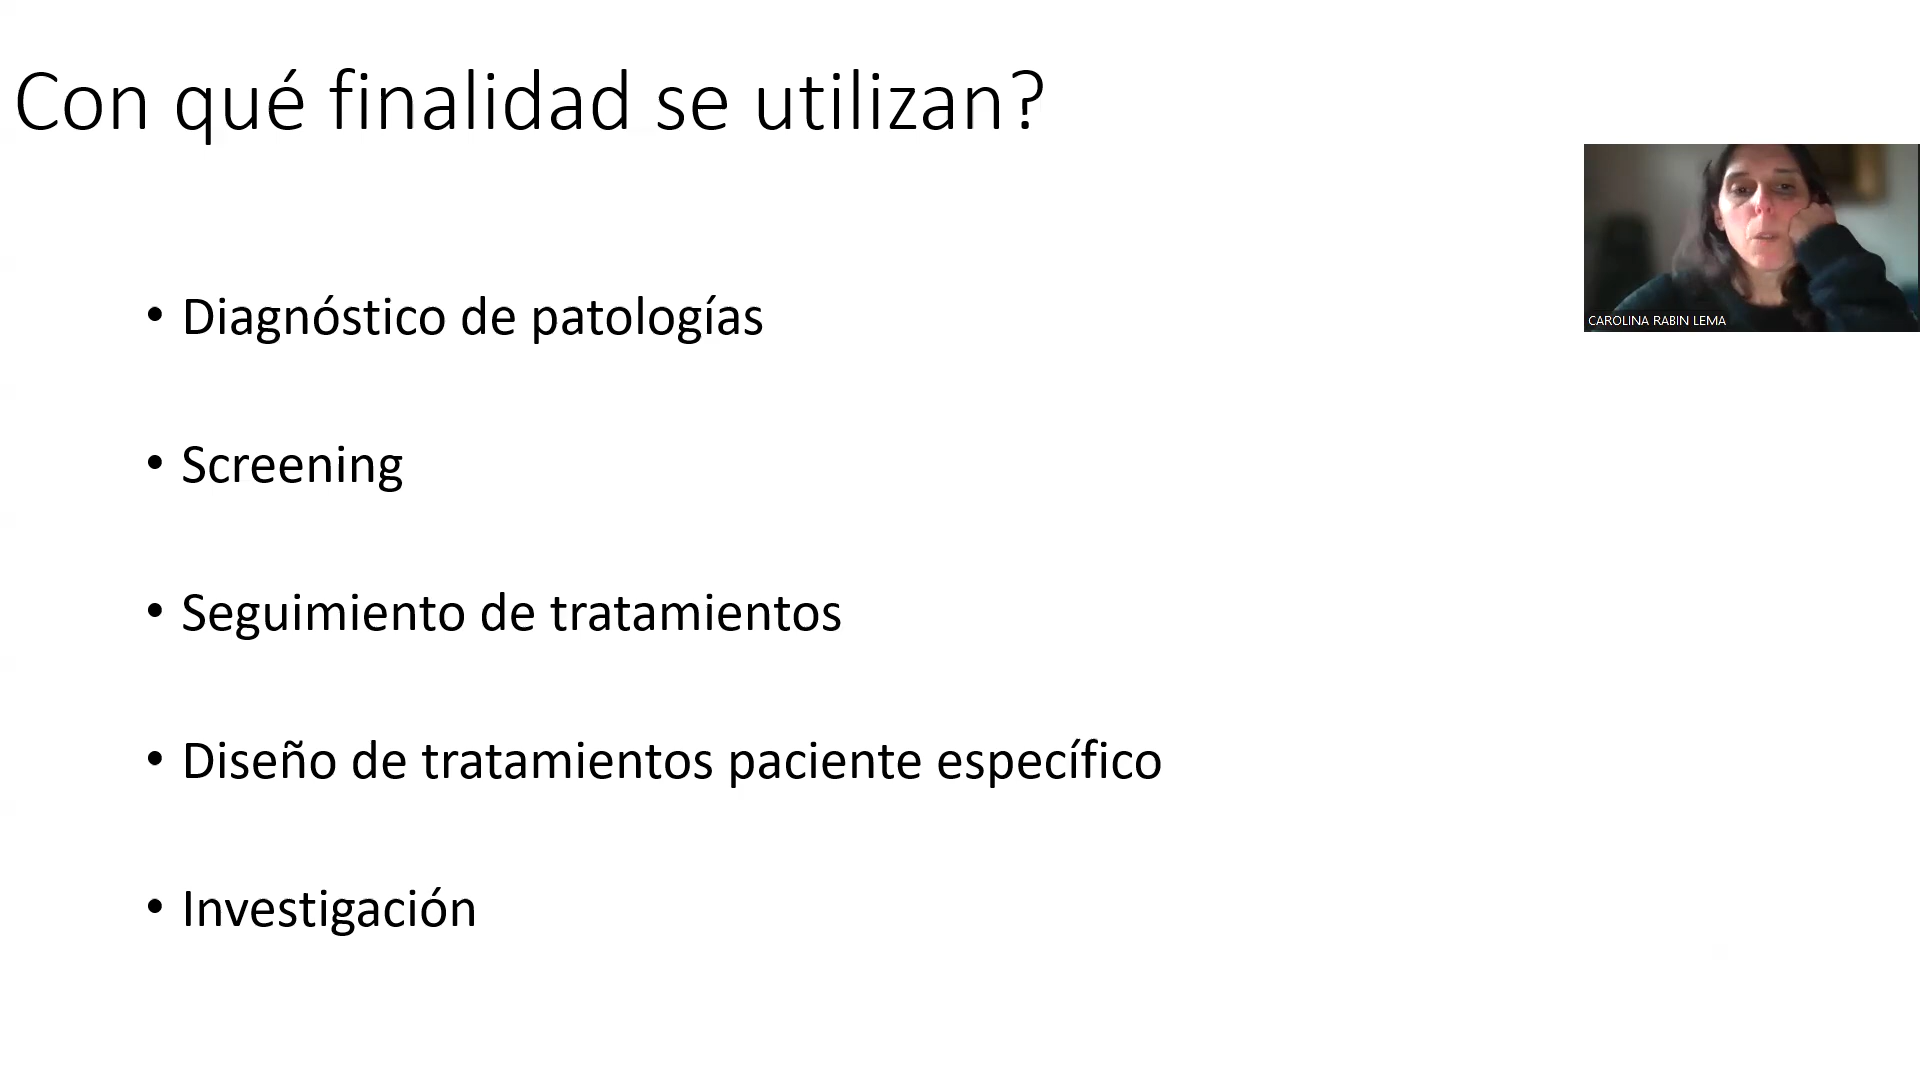 Con qué finalidad se utilizan?
CAROLINA RABIN LEMA
• Diagnóstico de patologías
• Screening
• Seguimiento de tratamientos
• Diseño de tratamientos paciente específico
• Investigación